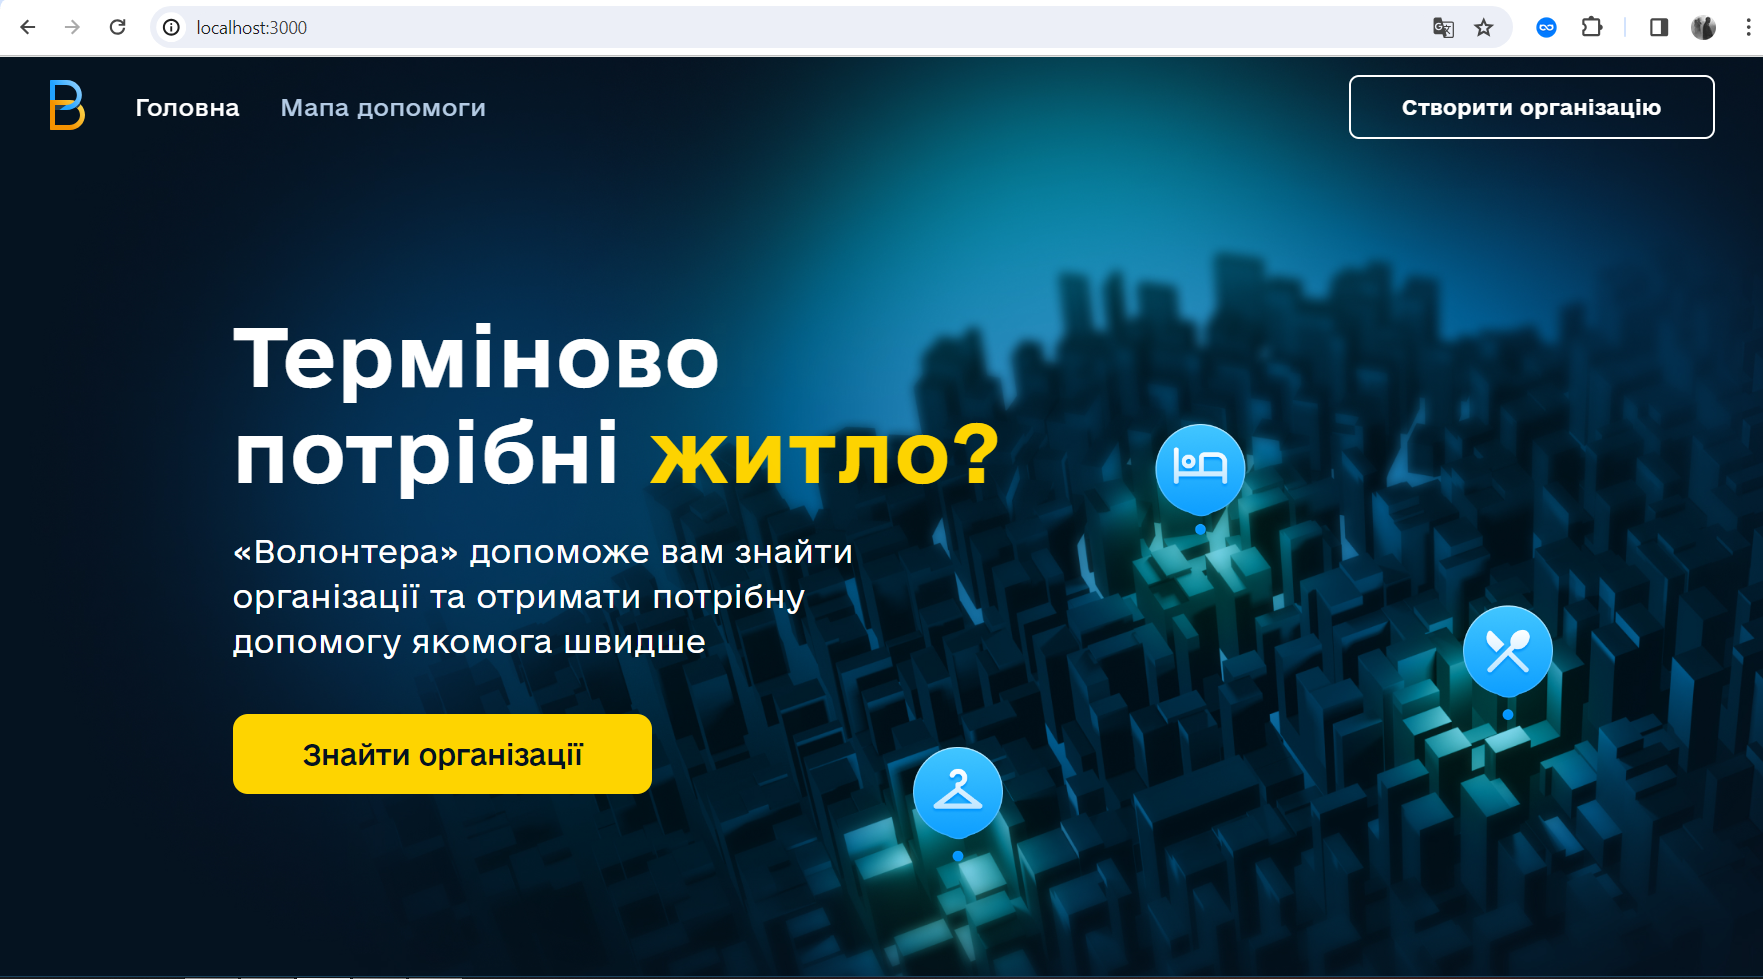 localhost:3000
Головна
Мапа допомоги
Створити організацію
Терміново
потрібні житло?
«Волонтера» допоможе вам знайти
організації та отримати потрібну
допомогу якомога швидше
Знайти організації